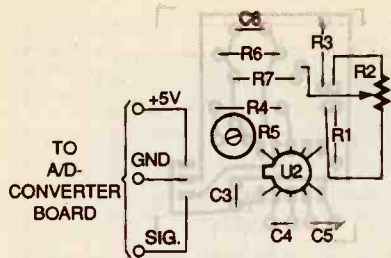 C6
R3
R6
R2
R7
+5V
R4
R5
R1
TO
A/D-
CONVERTER
BOARD
GND
U2
C3
SIG.
C4
C5